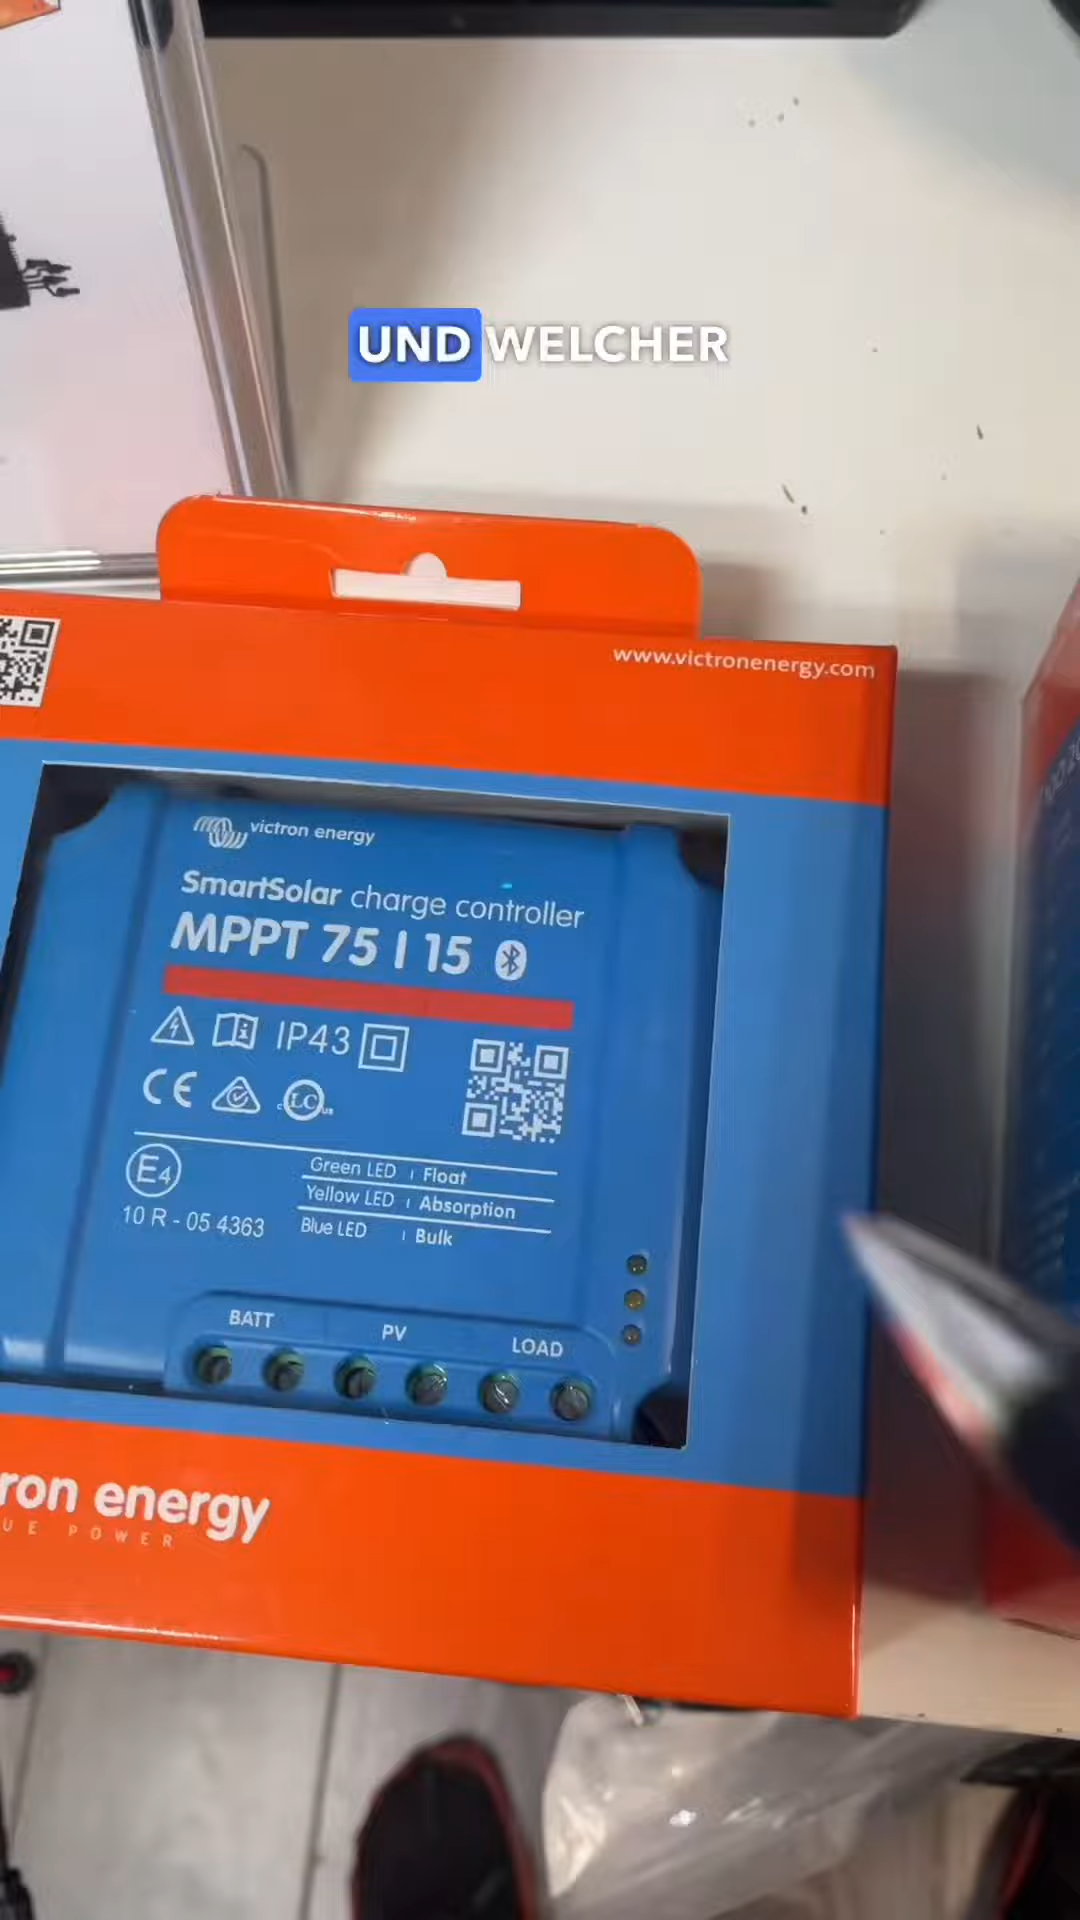 UND WELCHER
www.victronenergy.com
victron energy
SmartSolar charge controller
MPPT 75 | 15
IP43
CE
LC
E4
10 R - 05 4363
Green LED | Float
Yellow LED | Absorption
Blue LED | Bulk
BATT PV LOAD
ron energy
UE POWER